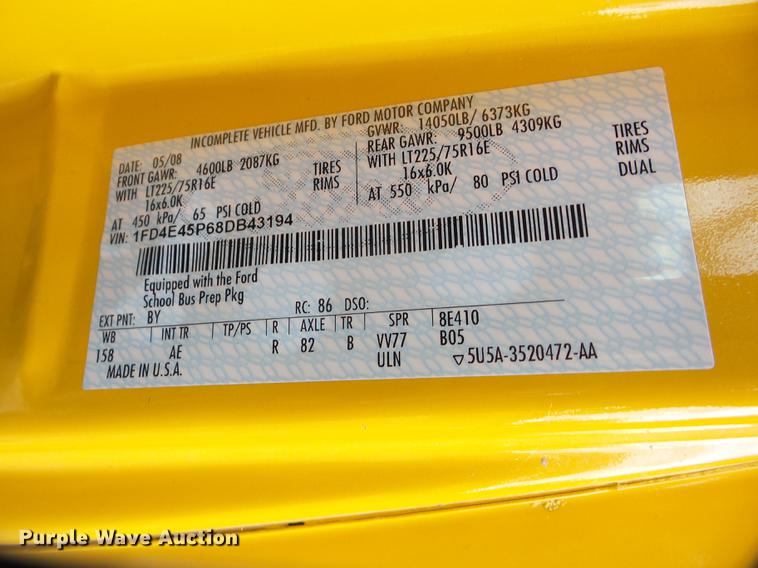 INCOMPLETE VEHICLE MFD. BY FORD MOTOR COMPANY
DATE: 05/08 GVWR: 14050LB/ 6373KG
FRONT GAWR: 4600LB 2087KG REAR GAWR: 9500LB 4309KG
WITH LT225/75R16E TIRES WITH LT225/75R16E TIRES
16x6.0K RIMS 16x6.0K RIMS
AT 450 kPa/ 65 PSI COLD AT 550 kPa/ 80 PSI COLD DUAL
VIN: 1FD4E45P68DB43194
Equipped with the Ford
School Bus Prep Pkg
EXT PNT: BY RC: 86 DSO:
WB INT TR TP/PS R AXLE TR SPR 8E410
158 AE R 82 B VV77 B05
MADE IN U.S.A. ULN ▽5U5A-3520472-AA
Purple Wave Auction